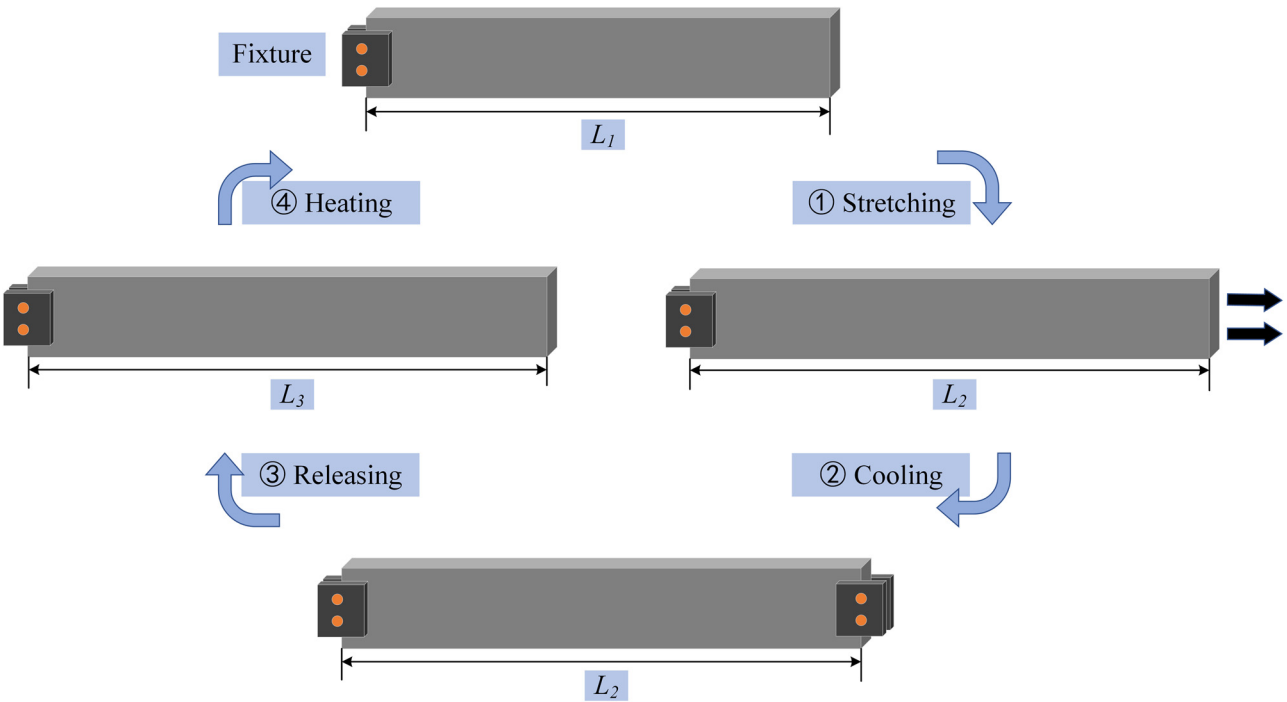 Fixture
L1
④ Heating
① Stretching
L3
L2
③ Releasing
② Cooling
L2